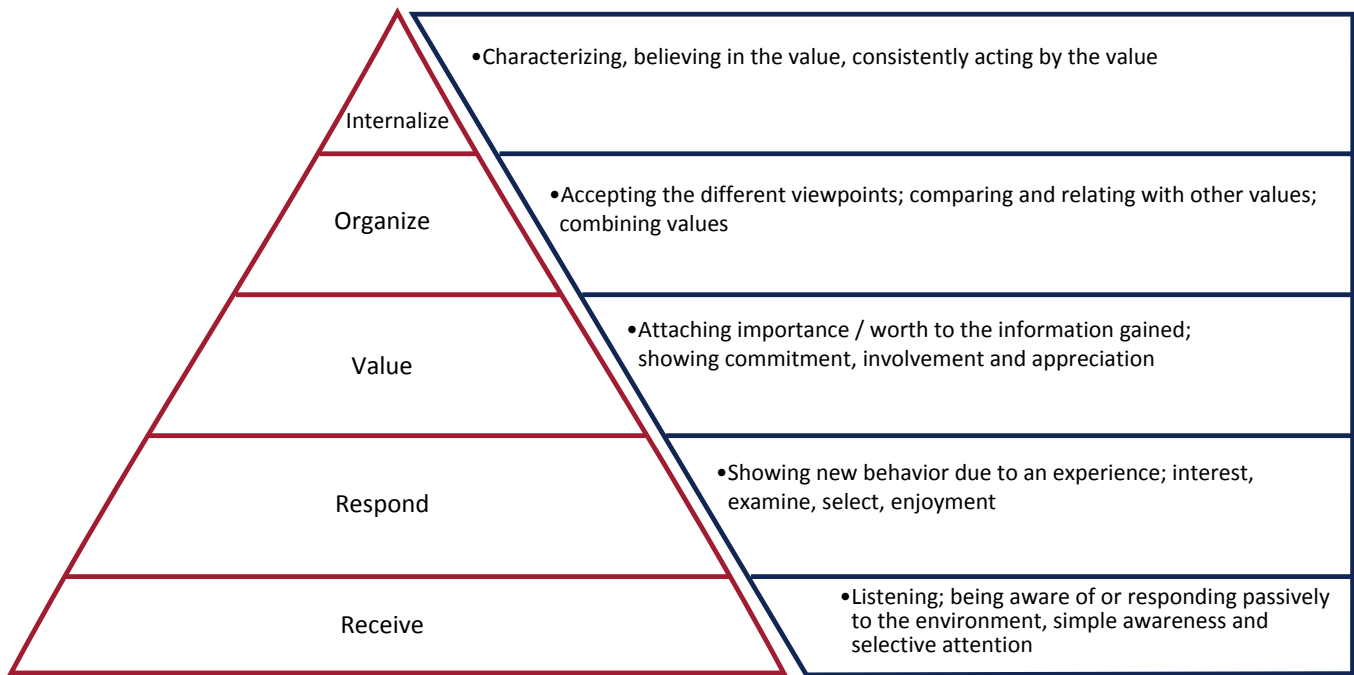 •Characterizing, believing in the value, consistently acting by the value
Internalize
•Accepting the different viewpoints; comparing and relating with other values;
combining values
Organize
•Attaching importance / worth to the information gained;
showing commitment, involvement and appreciation
Value
•Showing new behavior due to an experience; interest,
examine, select, enjoyment
Respond
•Listening; being aware of or responding passively
to the environment, simple awareness and
selective attention
Receive